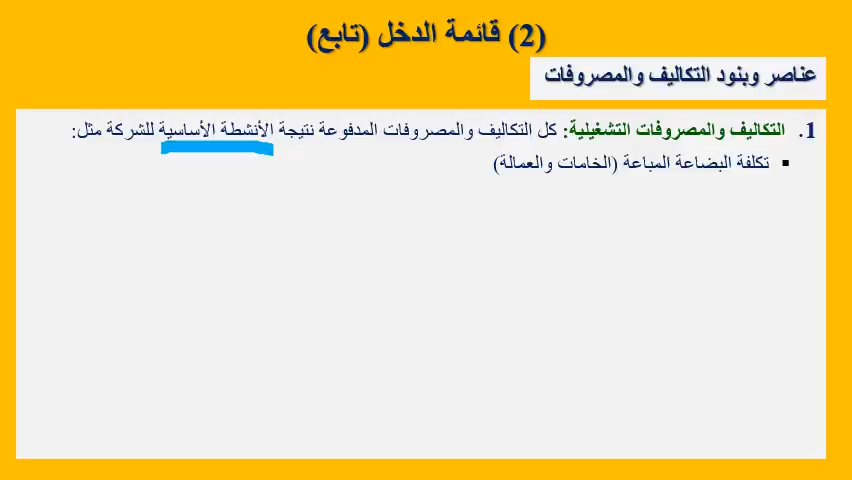 (2) قائمة الدخل (تابع)
عناصر وبنود التكاليف والمصروفات
1. التكاليف والمصروفات التشغيلية: كل التكاليف والمصروفات المدفوعة نتيجة الأنشطة الأساسية للشركة مثل:
▪ تكلفة البضاعة المباعة (الخامات والعمالة)